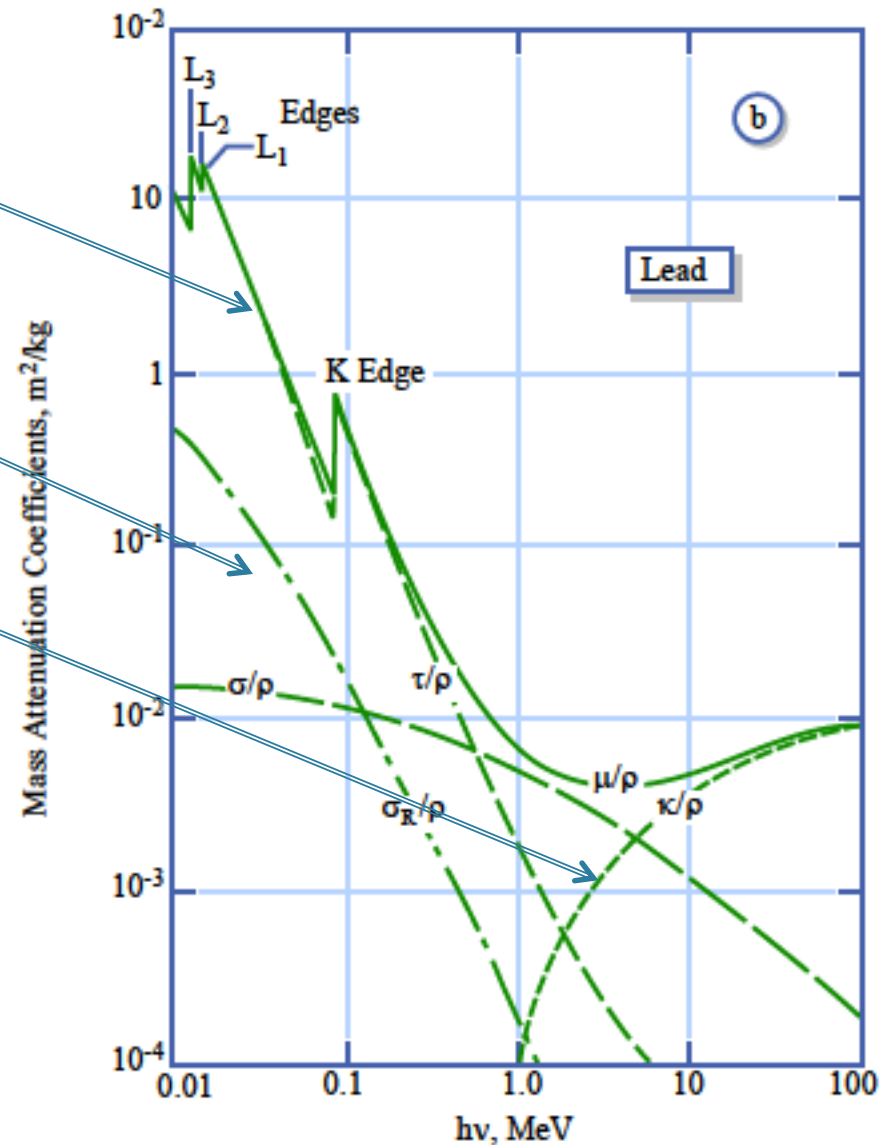 10⁻²
L₃
L₂
Edges
L₁
b
10
Lead
1
K Edge
Mass Attenuation Coefficients, m²/kg
10⁻¹
σ/ρ
τ/ρ
10⁻²
μ/ρ
σ_R/ρ
κ/ρ
10⁻³
10⁻⁴
0.01
0.1
1.0
10
100
hν, MeV